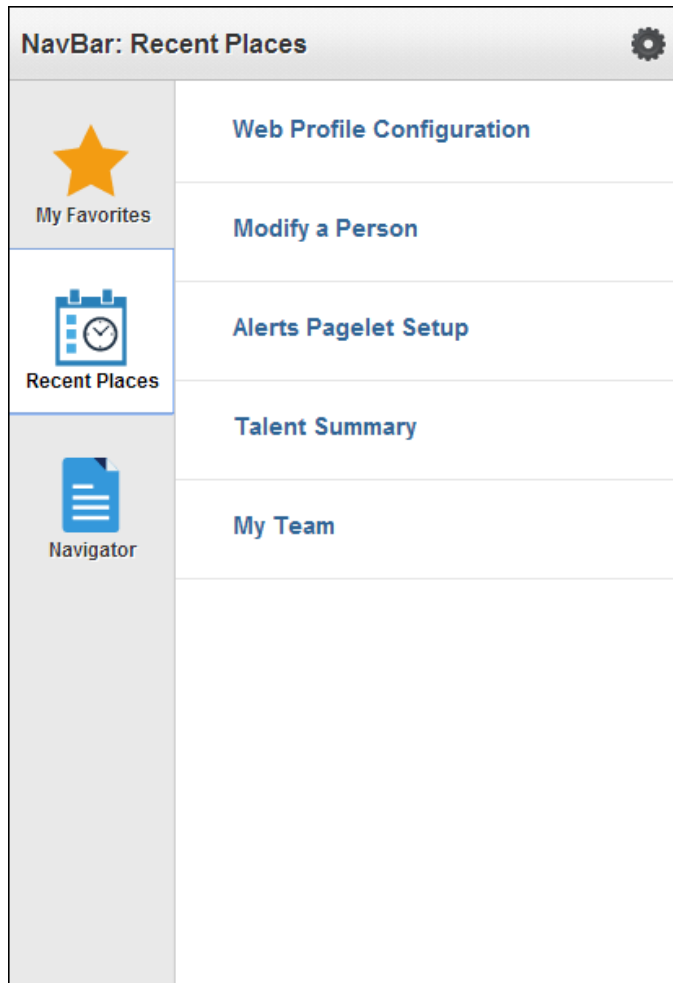 NavBar: Recent Places
My Favorites
Recent Places
Navigator
Web Profile Configuration
Modify a Person
Alerts Pagelet Setup
Talent Summary
My Team